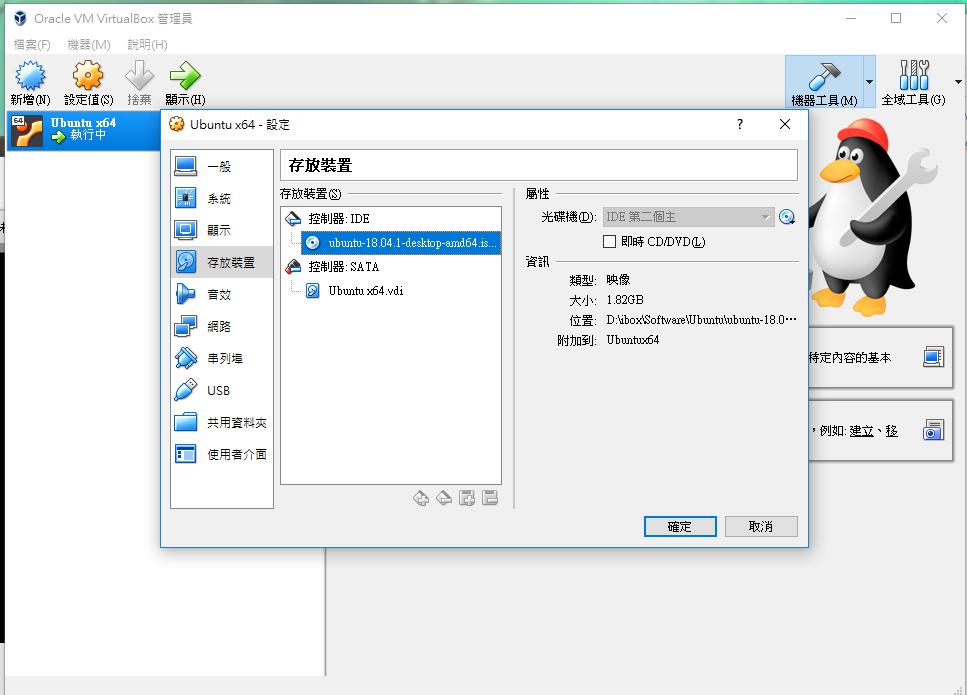 Oracle VM VirtualBox 管理員
檔案(F) 機器(M) 說明(H)
新增(N) 設定值(S) 捨棄 顯示(H) 機器工具(M) 全域工具(G)
64 Ubuntu x64
執行中
Ubuntu x64 - 設定 ?
一般
系統
顯示
存放裝置
音效
網路
串列埠
USB
共用資料夾
使用者介面
存放裝置
存放裝置(S)
控制器: IDE
ubuntu-18.04.1-desktop-amd64.is...
控制器: SATA
Ubuntu x64.vdi
屬性
光碟機(D): IDE 第二個主
即時 CD/DVD(L)
資訊
類型: 映像
大小: 1.82GB
位置: D:\ibox\Software\Ubuntu\ubuntu-18.0⋯
附加到: Ubuntux64
確定 取消
特定內容的基本
，例如: 建立、移